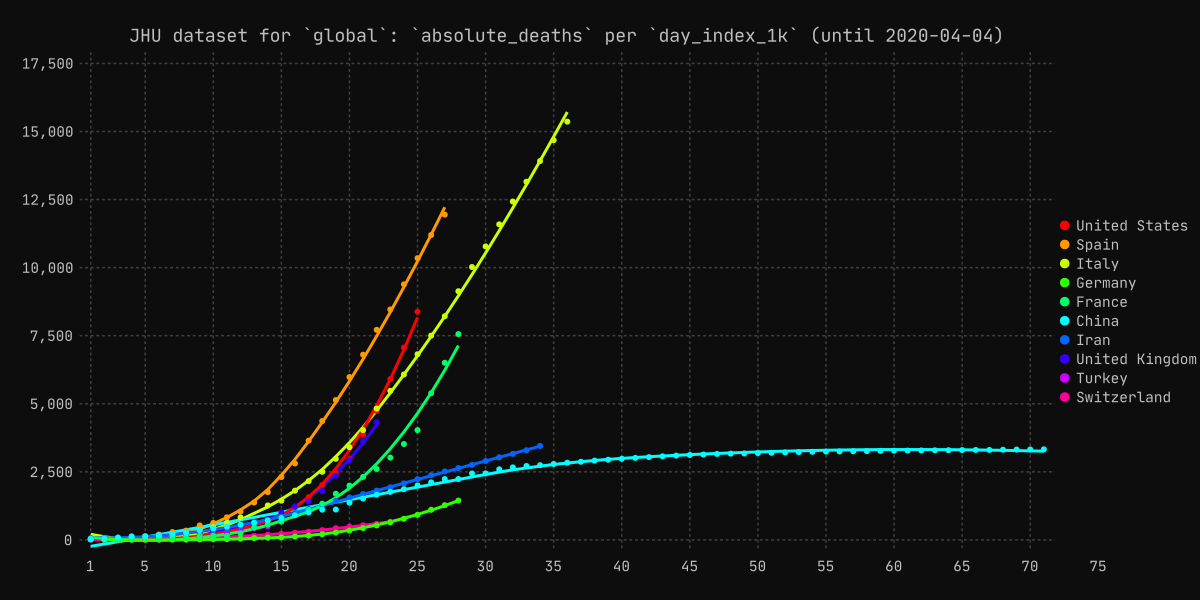 JHU dataset for `global`: `absolute_deaths` per `day_index_1k` (until 2020-04-04)
17,500
15,000
12,500
10,000
7,500
5,000
2,500
0
1 5 10 15 20 25 30 35 40 45 50 55 60 65 70 75
United States
Spain
Italy
Germany
France
China
Iran
United Kingdom
Turkey
Switzerland